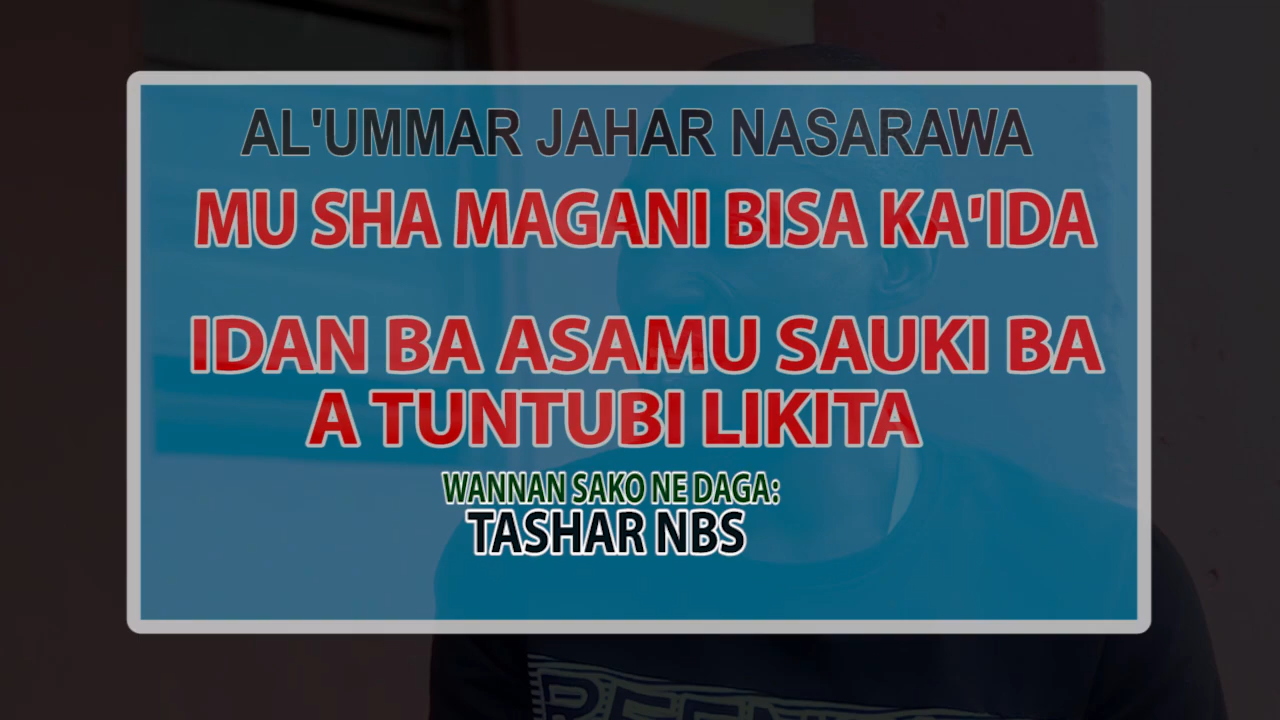 AL'UMMAR JAHAR NASARAWA
MU SHA MAGANI BISA KA'IDA
IDAN BA ASAMU SAUKI BA
A TUNTUBI LIKITA
WANNAN SAKO NE DAGA:
TASHAR NBS